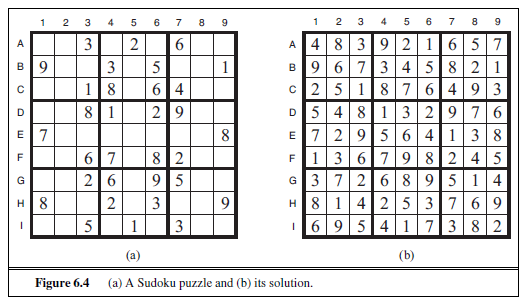 1 2 3 4 5 6 7 8 9 1 2 3 4 5 6 7 8 9
A 3 2 6 A 4 8 3 9 2 1 6 5 7
B 9 3 5 1 B 9 6 7 3 4 5 8 2 1
C 1 8 6 4 C 2 5 1 8 7 6 4 9 3
D 8 1 2 9 D 5 4 8 1 3 2 9 7 6
E 7 8 E 7 2 9 5 6 4 1 3 8
F 6 7 8 2 F 1 3 6 7 9 8 2 4 5
G 2 6 9 5 G 3 7 2 6 8 9 5 1 4
H 8 2 3 9 H 8 1 4 2 5 3 7 6 9
I 5 1 3 I 6 9 5 4 1 7 3 8 2
(a) (b)
Figure 6.4 (a) A Sudoku puzzle and (b) its solution.